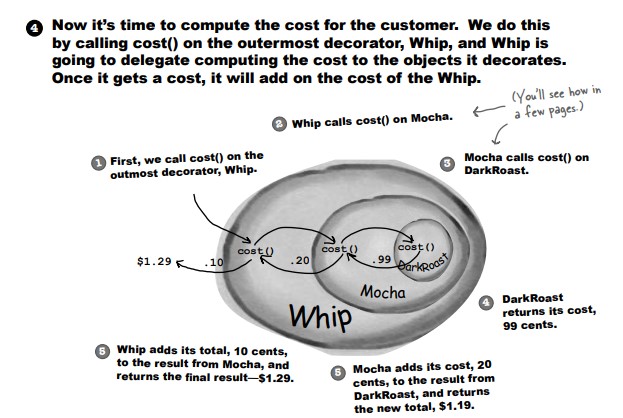 4 Now it's time to compute the cost for the customer. We do this
by calling cost() on the outermost decorator, Whip, and Whip is
going to delegate computing the cost to the objects it decorates.
Once it gets a cost, it will add on the cost of the Whip.
(You'll see how in
a few pages.)
2 Whip calls cost() on Mocha.
1 First, we call cost() on the
outmost decorator, Whip.
3 Mocha calls cost() on
DarkRoast.
cost() cost() cost()
$1.29 .10 .20 .99 DarkRoast
Mocha
Whip
4 DarkRoast
returns its cost,
99 cents.
5 Whip adds its total, 10 cents,
to the result from Mocha, and
returns the final result—$1.29.
5 Mocha adds its cost, 20
cents, to the result from
DarkRoast, and returns
the new total, $1.19.